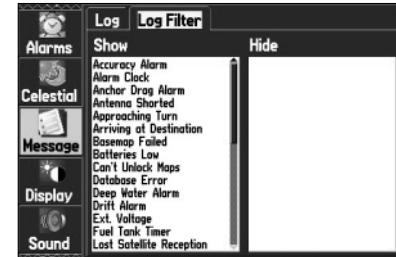 Log
Log Filter
Alarms
Celestial
Message
Display
Sound
Show
Hide
Accuracy Alarm
Alarm Clock
Anchor Drag Alarm
Antenna Shorted
Approaching Turn
Arriving at Destination
Basemap Failed
Batteries Low
Can't Unlock Maps
Database Error
Deep Water Alarm
Drift Alarm
Ext. Voltage
Fuel Tank Timer
Lost Satellite Reception